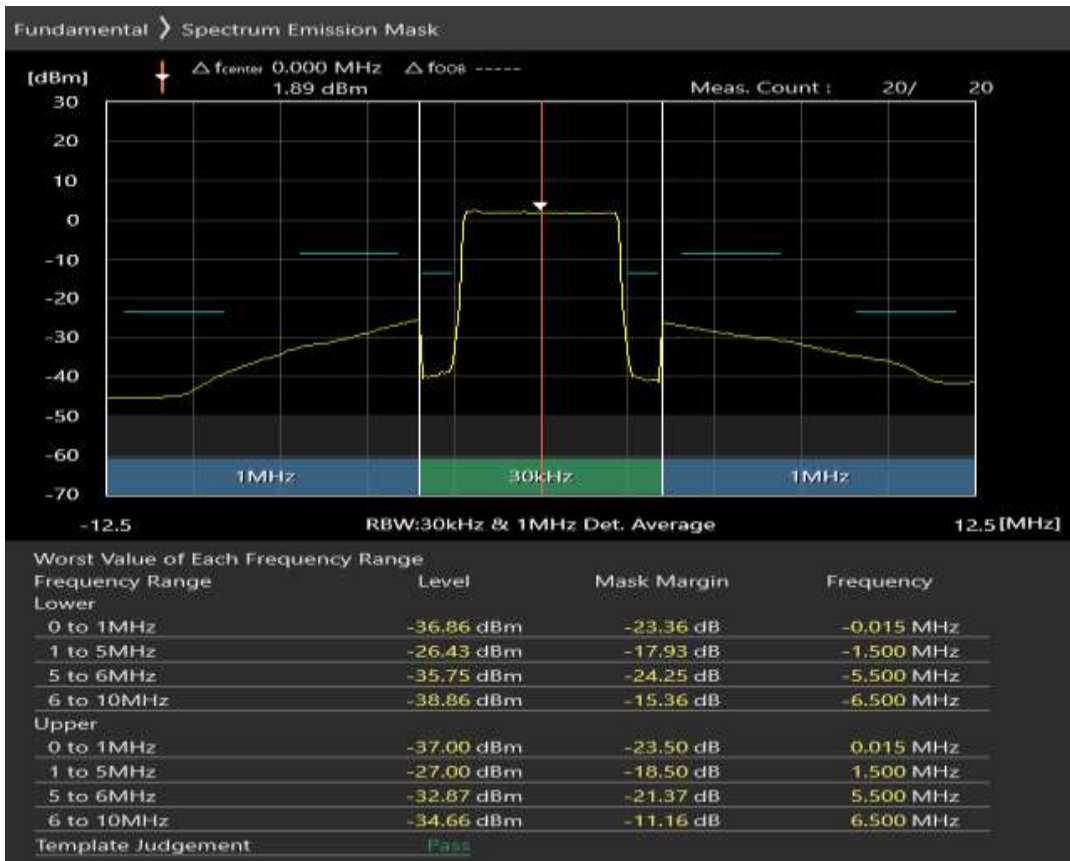 Fundamental ❯ Spectrum Emission Mask
[dBm] △ fcenter 0.000 MHz △ fOOB -----
1.89 dBm Meas. Count : 20/ 20
30
20
10
0
-10
-20
-30
-40
-50
-60
-70
1MHz 30kHz 1MHz
-12.5 RBW:30kHz & 1MHz Det. Average 12.5 [MHz]
Worst Value of Each Frequency Range
Frequency Range Level Mask Margin Frequency
Lower
0 to 1MHz -36.86 dBm -23.36 dB -0.015 MHz
1 to 5MHz -26.43 dBm -17.93 dB -1.500 MHz
5 to 6MHz -35.75 dBm -24.25 dB -5.500 MHz
6 to 10MHz -38.86 dBm -15.36 dB -6.500 MHz
Upper
0 to 1MHz -37.00 dBm -23.50 dB 0.015 MHz
1 to 5MHz -27.00 dBm -18.50 dB 1.500 MHz
5 to 6MHz -32.87 dBm -21.37 dB 5.500 MHz
6 to 10MHz -34.66 dBm -11.16 dB 6.500 MHz
Template Judgement Pass